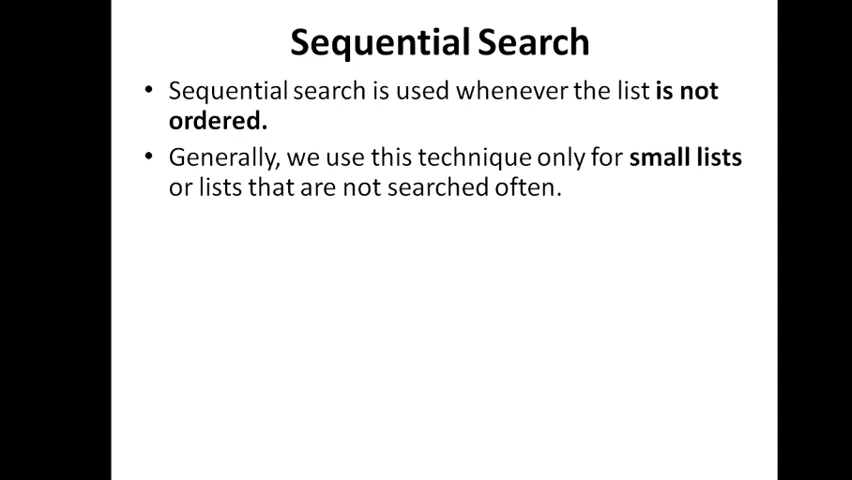 Sequential Search
• Sequential search is used whenever the list is not
ordered.
• Generally, we use this technique only for small lists
or lists that are not searched often.